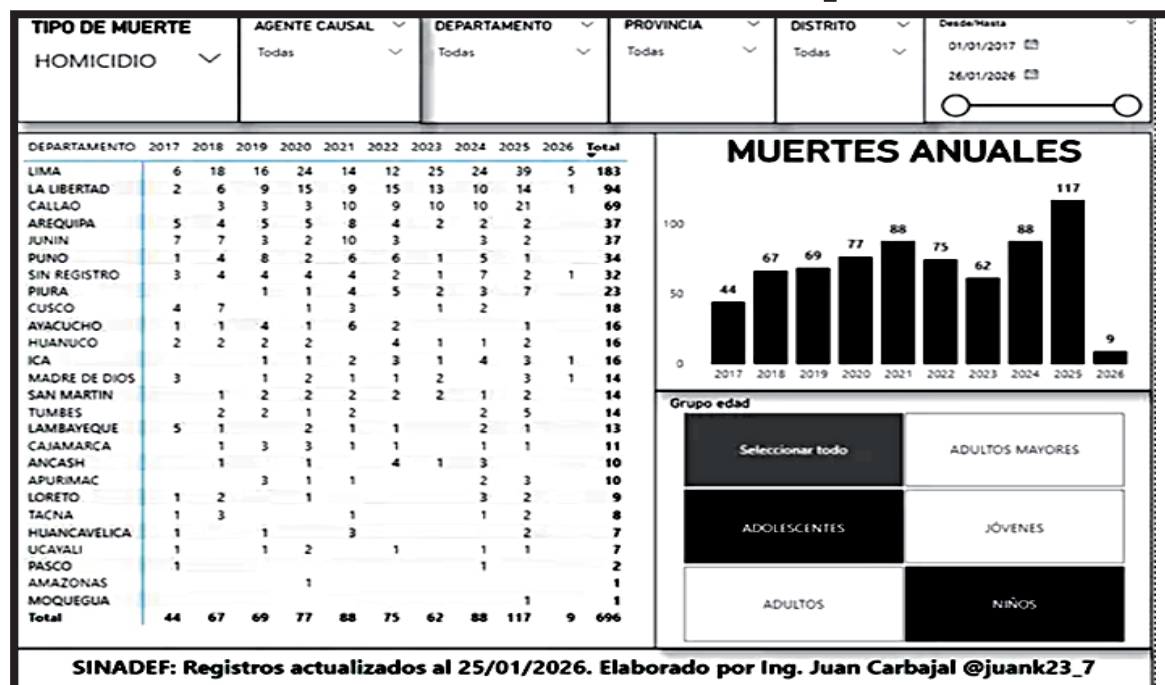 TIPO DE MUERTE
HOMICIDIO
AGENTE CAUSAL
Todas
DEPARTAMENTO
Todas
PROVINCIA
Todas
DISTRITO
Todas
Desde/Hasta
01/01/2017
26/01/2026
DEPARTAMENTO 2017 2018 2019 2020 2021 2022 2023 2024 2025 2026 Total
LIMA 6 18 16 24 14 12 25 24 39 5 183
LA LIBERTAD 2 6 9 15 9 15 13 10 14 1 94
CALLAO 3 3 3 10 9 10 10 21 69
AREQUIPA 5 4 5 5 8 4 2 2 2 37
JUNIN 7 7 3 2 10 3 3 2 37
PUNO 1 4 8 2 6 6 1 5 1 34
SIN REGISTRO 3 4 4 4 4 2 1 7 2 1 32
PIURA 1 1 4 5 2 3 7 23
CUSCO 4 7 1 3 1 2 18
AYACUCHO 1 1 4 1 6 2 1 16
HUANUCO 2 2 2 2 4 1 1 2 16
ICA 1 1 2 3 1 4 3 1 16
MADRE DE DIOS 3 1 2 1 1 2 3 1 14
SAN MARTIN 1 2 2 2 2 2 1 2 14
TUMBES 2 2 1 2 2 5 14
LAMBAYEQUE 5 1 2 1 1 2 1 13
CAJAMARCA 1 3 3 1 1 1 1 11
ANCASH 1 1 4 1 3 10
APURIMAC 3 1 1 2 3 10
LORETO 1 2 1 3 2 9
TACNA 1 3 1 1 2 8
HUANCAVELICA 1 1 3 2 7
UCAYALI 1 1 2 1 1 1 7
PASCO 1 1 2
AMAZONAS 1 1
MOQUEGUA 1 1
Total 44 67 69 77 88 75 62 88 117 9 696
MUERTES ANUALES
100
50
0
44 67 69 77 88 75 62 88 117 9
2017 2018 2019 2020 2021 2022 2023 2024 2025 2026
Grupo edad
Seleccionar todo
ADULTOS MAYORES
ADOLESCENTES
JÓVENES
ADULTOS
NIÑOS
SINADEF: Registros actualizados al 25/01/2026. Elaborado por Ing. Juan Carbajal @juank23_7